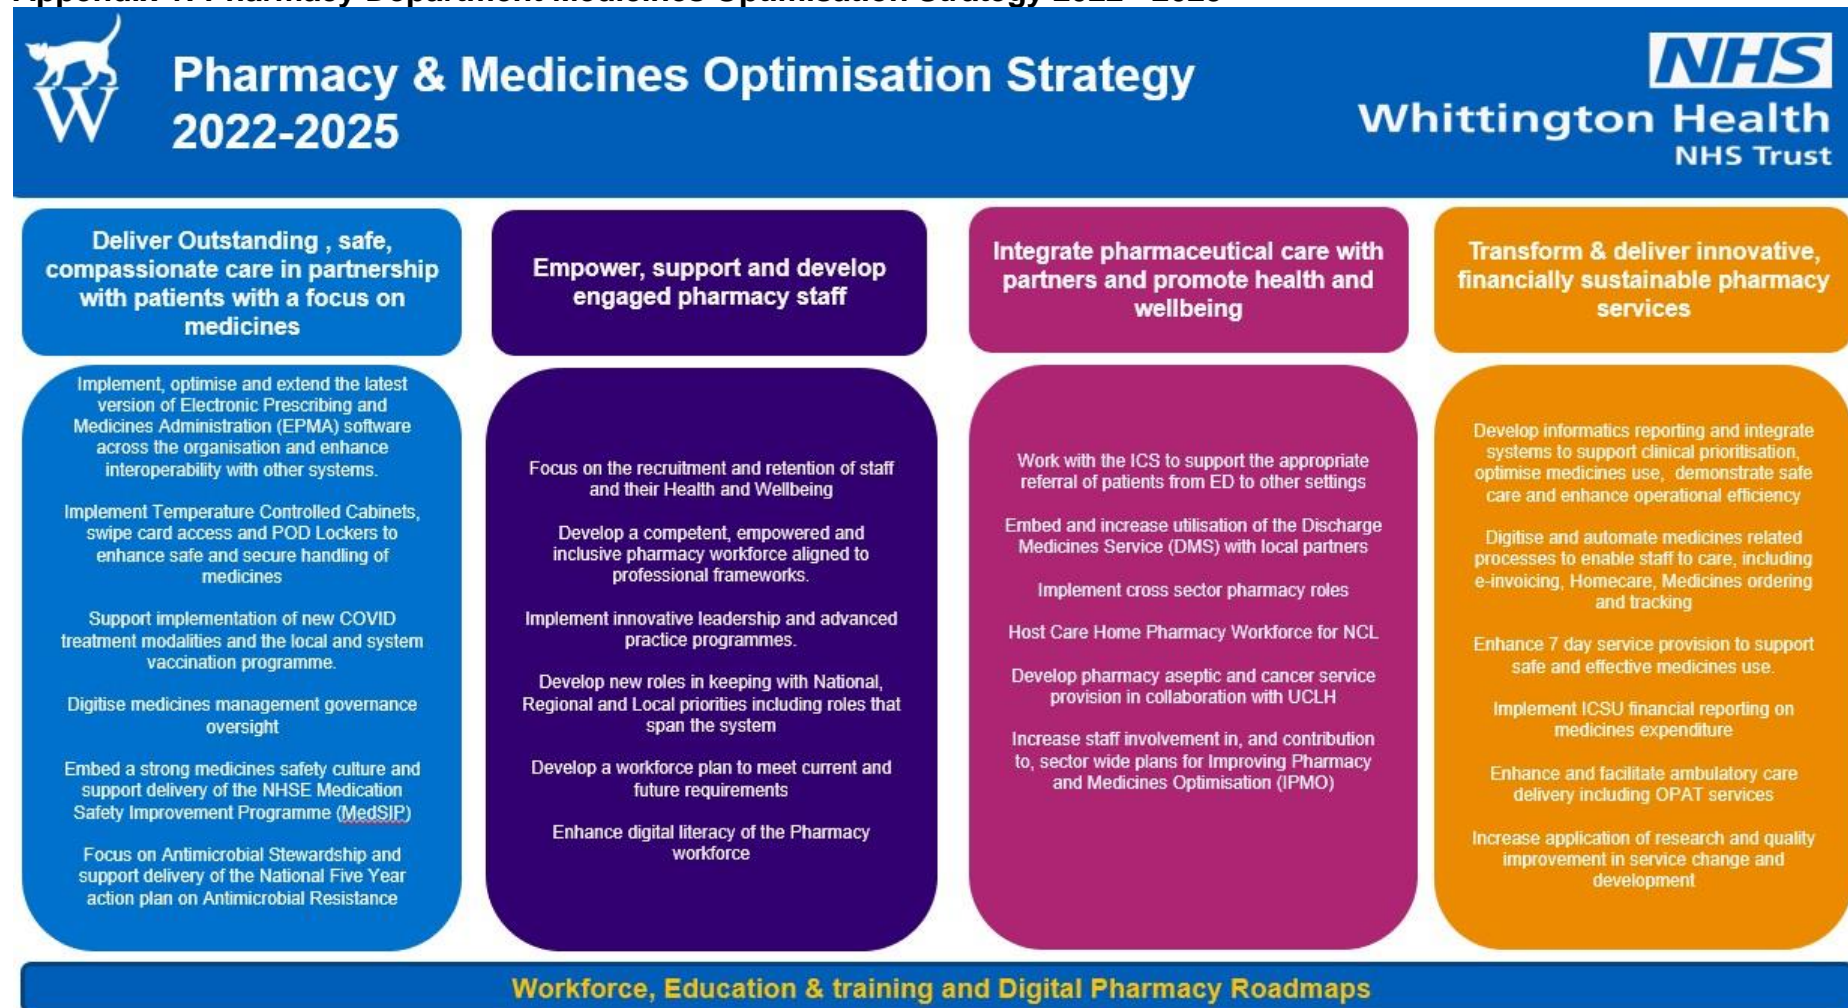 Pharmacy & Medicines Optimisation Strategy
2022-2025
W
NHS
Whittington Health
NHS Trust
Deliver Outstanding , safe,
compassionate care in partnership
with patients with a focus on
medicines
Implement, optimise and extend the latest
version of Electronic Prescribing and
Medicines Administration (EPMA) software
across the organisation and enhance
interoperability with other systems.
Implement Temperature Controlled Cabinets,
swipe card access and POD Lockers to
enhance safe and secure handling of
medicines
Support implementation of new COVID
treatment modalities and the local and system
vaccination programme.
Digitise medicines management governance
oversight
Embed a strong medicines safety culture and
support delivery of the NHSE Medication
Safety Improvement Programme (MedSIP)
Focus on Antimicrobial Stewardship and
support delivery of the National Five Year
action plan on Antimicrobial Resistance
Empower, support and develop
engaged pharmacy staff
Focus on the recruitment and retention of staff
and their Health and Wellbeing
Develop a competent, empowered and
inclusive pharmacy workforce aligned to
professional frameworks.
Implement innovative leadership and advanced
practice programmes.
Develop new roles in keeping with National,
Regional and Local priorities including roles that
span the system
Develop a workforce plan to meet current and
future requirements
Enhance digital literacy of the Pharmacy
workforce
Integrate pharmaceutical care with
partners and promote health and
wellbeing
Work with the ICS to support the appropriate
referral of patients from ED to other settings
Embed and increase utilisation of the Discharge
Medicines Service (DMS) with local partners
Implement cross sector pharmacy roles
Host Care Home Pharmacy Workforce for NCL
Develop pharmacy aseptic and cancer service
provision in collaboration with UCLH
Increase staff involvement in, and contribution
to, sector wide plans for Improving Pharmacy
and Medicines Optimisation (IPMO)
Transform & deliver innovative,
financially sustainable pharmacy
services
Develop informatics reporting and integrate
systems to support clinical prioritisation,
optimise medicines use, demonstrate safe
care and enhance operational efficiency
Digitise and automate medicines related
processes to enable staff to care, including
e-invoicing, Homecare, Medicines ordering
and tracking
Enhance 7 day service provision to support
safe and effective medicines use.
Implement ICSU financial reporting on
medicines expenditure
Enhance and facilitate ambulatory care
delivery including OPAT services
Increase application of research and quality
improvement in service change and
development
Workforce, Education & training and Digital Pharmacy Roadmaps